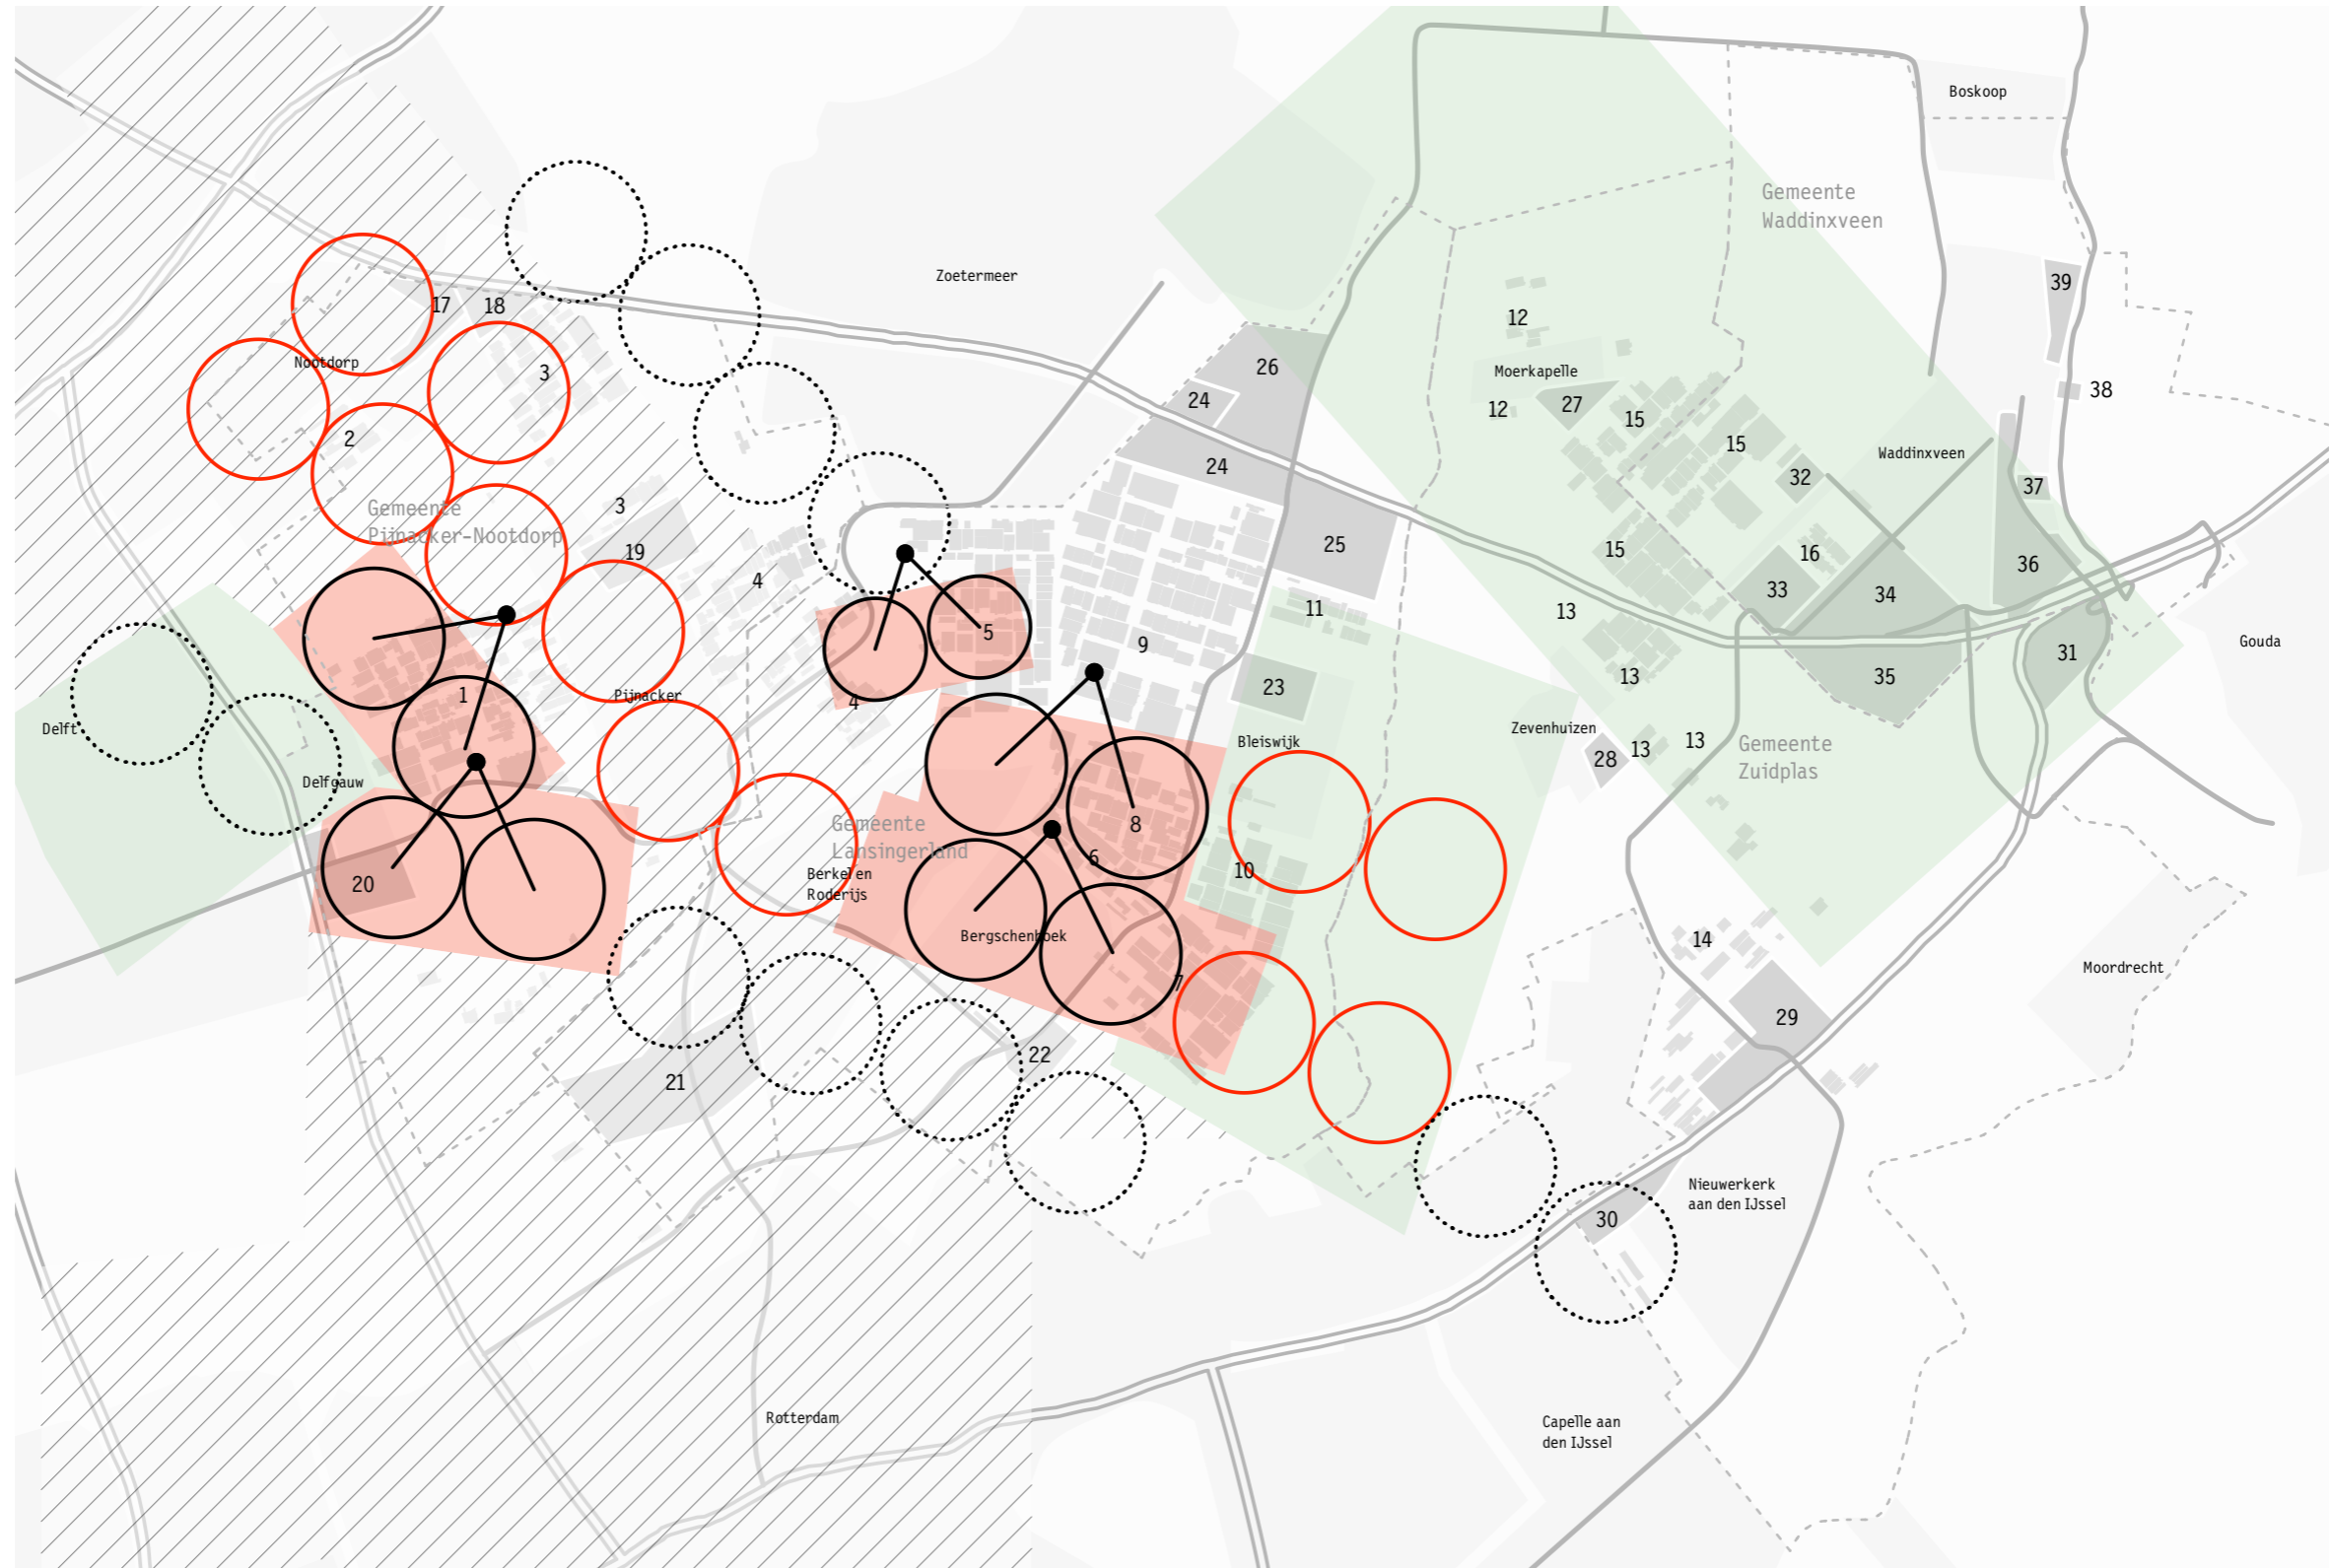 Boskoop
Gemeente
Waddinxveen
Zoetermeer
39
17
18
12
Nootdorp
26
Moerkapelle
3
38
24
12
27
15
2
15
Waddinxveen
24
32
37
Gemeente
3
Pijnacker-Nootdorp
25
15
16
19
36
4
33
34
11
13
5
9
Gouda
31
1
Pijnacker
23
13
35
4
Delft
Zevenhuizen
Bleiswijk
13
13
Gemeente
Zuidplas
28
Delfgauw
Gemeente
Lansingerland
8
6
Berkel en
Roderijs
10
20
Bergschenhoek
14
Moordrecht
7
29
22
21
Nieuwerkerk
aan den IJssel
30
Rotterdam
Capelle aan
den IJssel